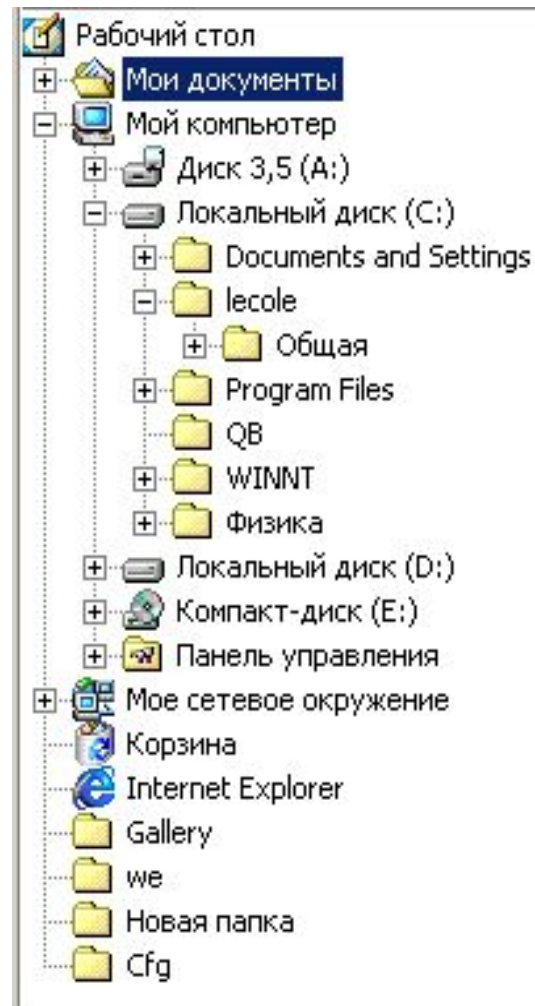 Рабочий стол
Мои документы
Мой компьютер
Диск 3,5 (A:)
Локальный диск (C:)
Documents and Settings
lecole
Общая
Program Files
QB
WINNT
Физика
Локальный диск (D:)
Компакт-диск (E:)
Панель управления
Мое сетевое окружение
Корзина
Internet Explorer
Gallery
we
Новая папка
Cfg